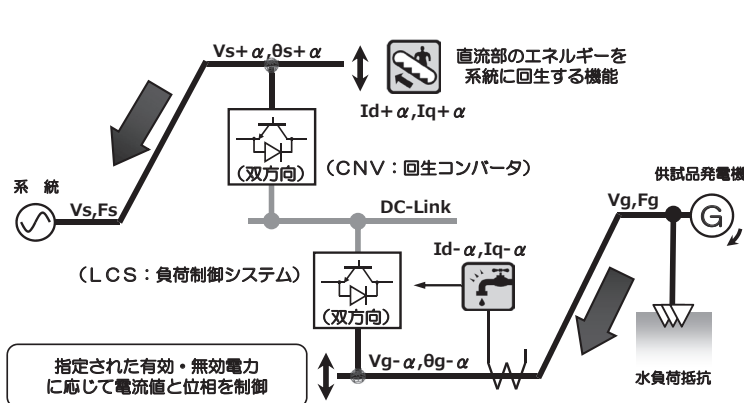 Vs+α,θs+α
直流部のエネルギーを
系統に回生する機能
Id+α,Iq+α
(双方向)
（CNV：回生コンバータ）
系　統
Vs,Fs
供試品発電機
Vg,Fg
G
DC-Link
Id-α,Iq-α
（LCS：負荷制御システム）
(双方向)
指定された有効・無効電力
に応じて電流値と位相を制御
Vg-α,θg-α
水負荷抵抗